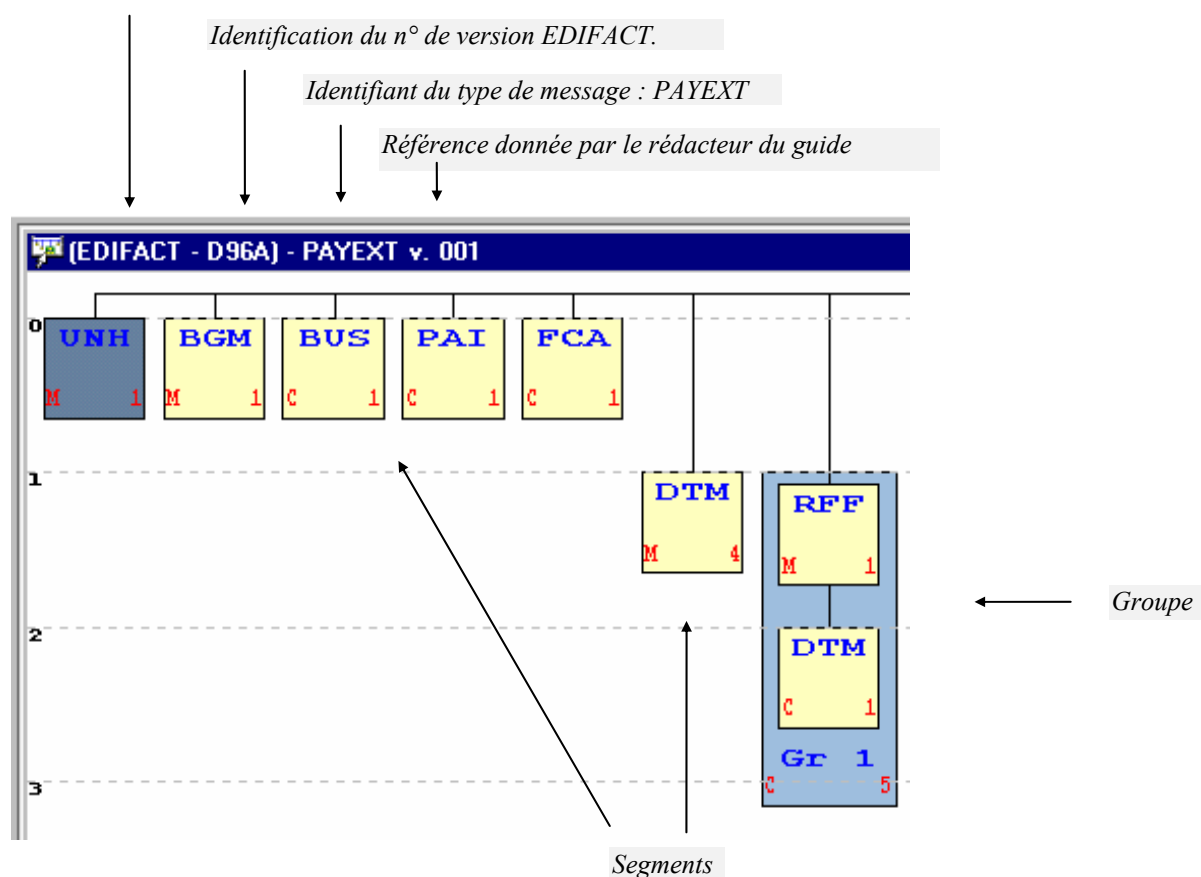 Identification du n° de version EDIFACT.
Identifiant du type de message : PAYEXT
Référence donnée par le rédacteur du guide
(EDIFACT - D96A) - PAYEXT v. 001
0
UNH BGM BUS PAI FCA
M 1 M 1 C 1 C 1 C 1
1
DTM RFF
M 4 M 1
Groupe
2
DTM
C 1
Gr 1
3
C 5
Segments